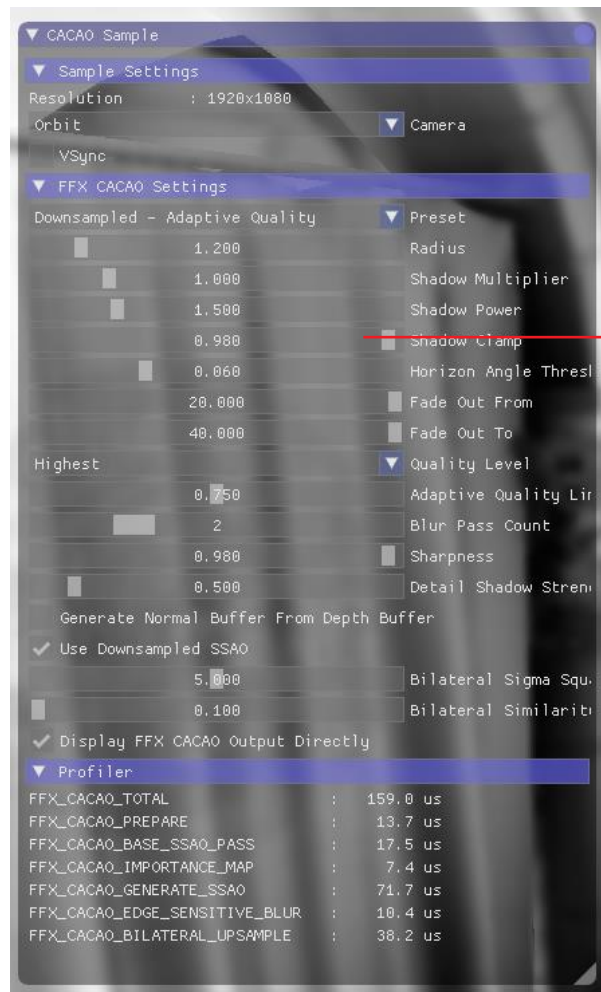 CACAO Sample
Sample Settings
Resolution : 1920x1080
Orbit Camera
VSync
FFX CACAO Settings
Downsampled - Adaptive Quality Preset
1.200 Radius
1.000 Shadow Multiplier
1.500 Shadow Power
0.980 Shadow Clamp
0.060 Horizon Angle Thresl
20.000 Fade Out From
40.000 Fade Out To
Highest Quality Level
0.750 Adaptive Quality Lir
2 Blur Pass Count
0.980 Sharpness
0.500 Detail Shadow Stren
Generate Normal Buffer From Depth Buffer
Use Downsampled SSAO
5.000 Bilateral Sigma Squ
0.100 Bilateral Similarit
Display FFX CACAO Output Directly
Profiler
FFX_CACAO_TOTAL : 159.0 us
FFX_CACAO_PREPARE : 13.7 us
FFX_CACAO_BASE_SSAO_PASS : 17.5 us
FFX_CACAO_IMPORTANCE_MAP : 7.4 us
FFX_CACAO_GENERATE_SSAO : 71.7 us
FFX_CACAO_EDGE_SENSITIVE_BLUR : 10.4 us
FFX_CACAO_BILATERAL_UPSAMPLE : 38.2 us